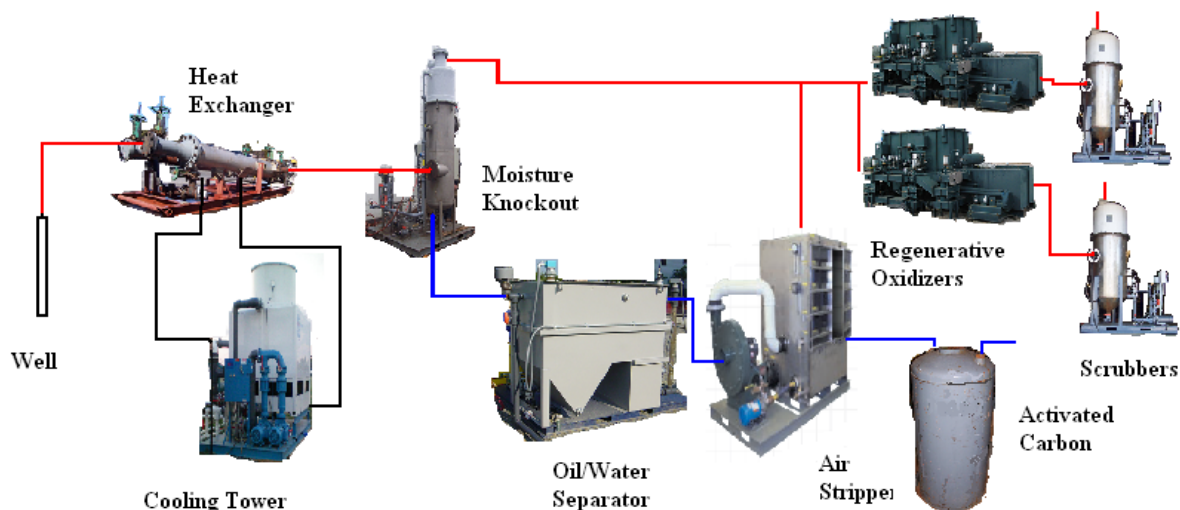 Heat
Exchanger
Moisture
Knockout
Regenerative
Oxidizers
Well
Scrubbers
Activated
Carbon
Oil/Water
Separator
Air
Stripper
Cooling Tower